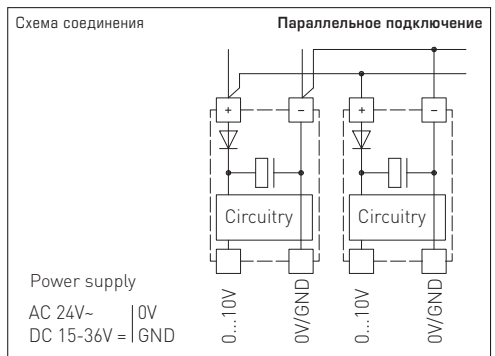 Схема соединения
Параллельное подключение
+
–
+
–
Circuitry
Circuitry
Power supply
AC 24V~ | 0V
DC 15-36V = | GND
0...10V
0V/GND
0...10V
0V/GND